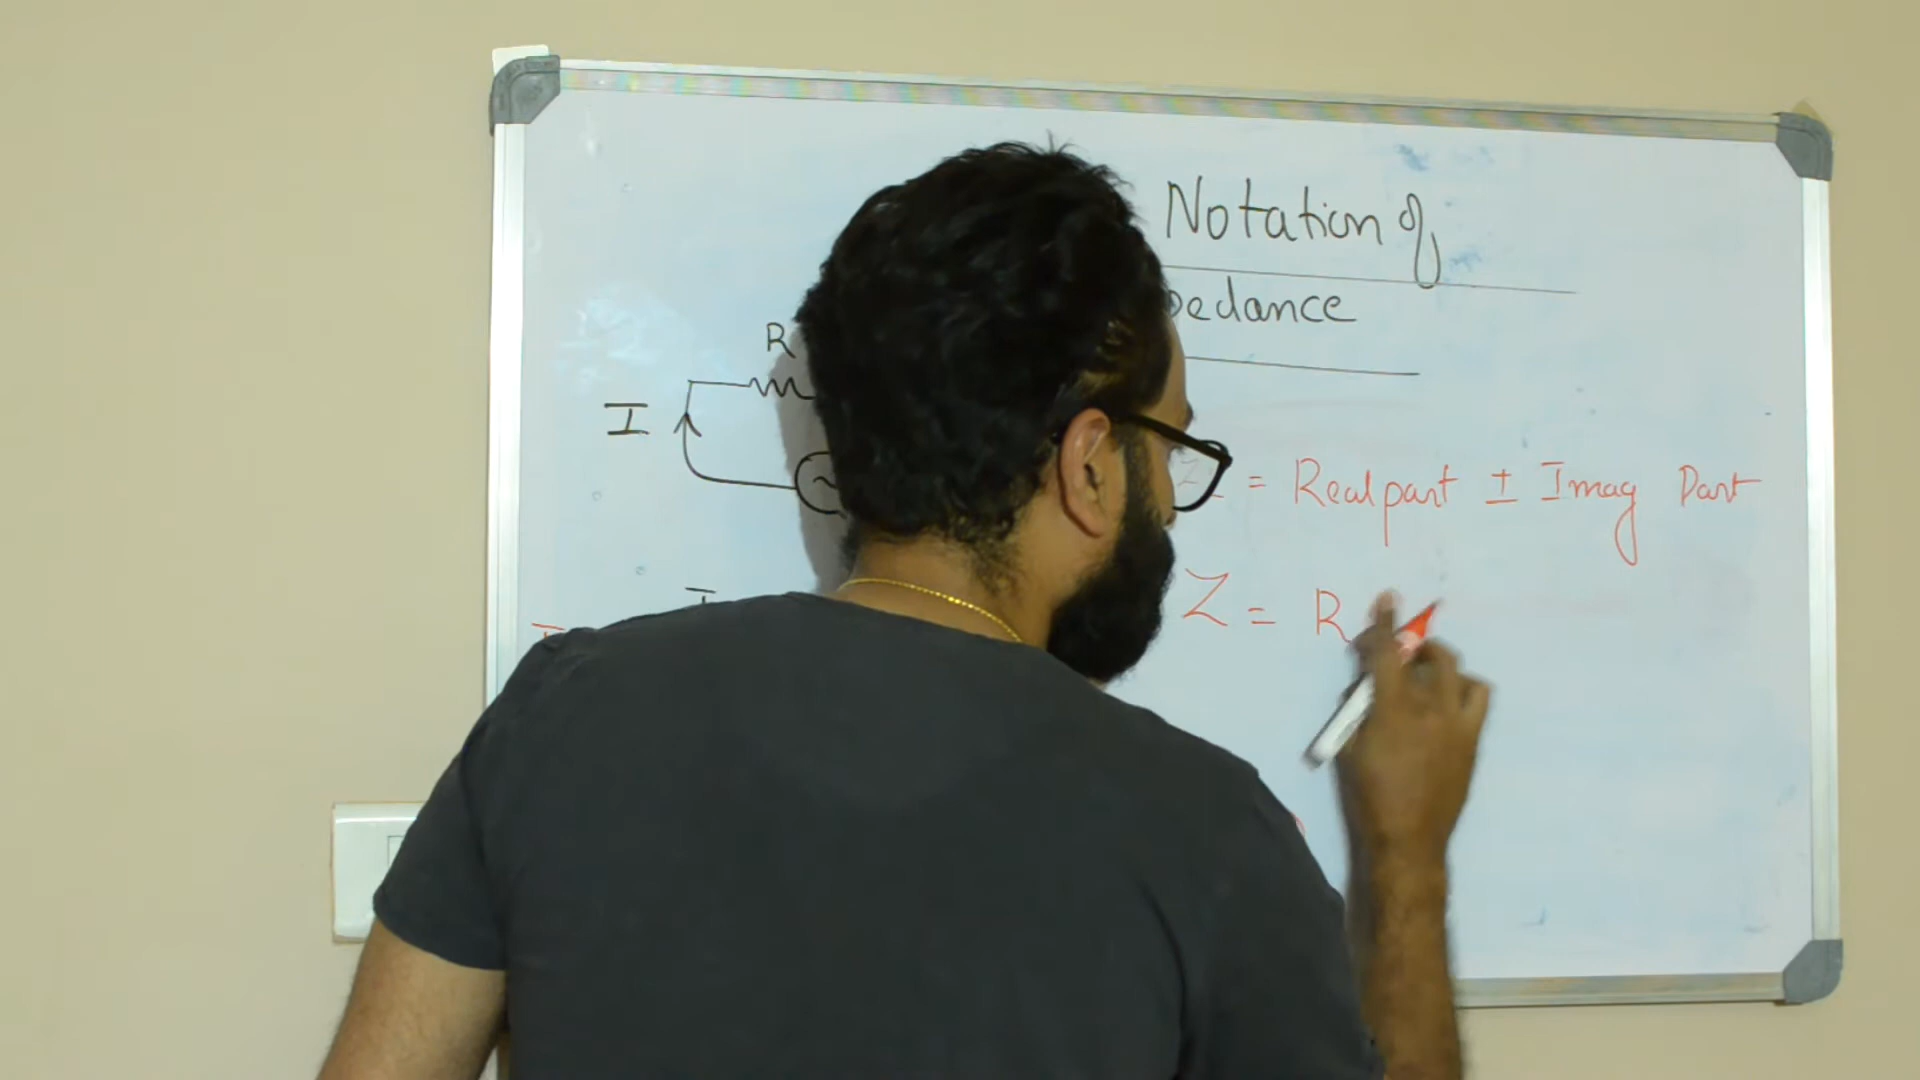 Notation of
pedance
R
I
Z = Real part ± Imag Part
Z = R
I